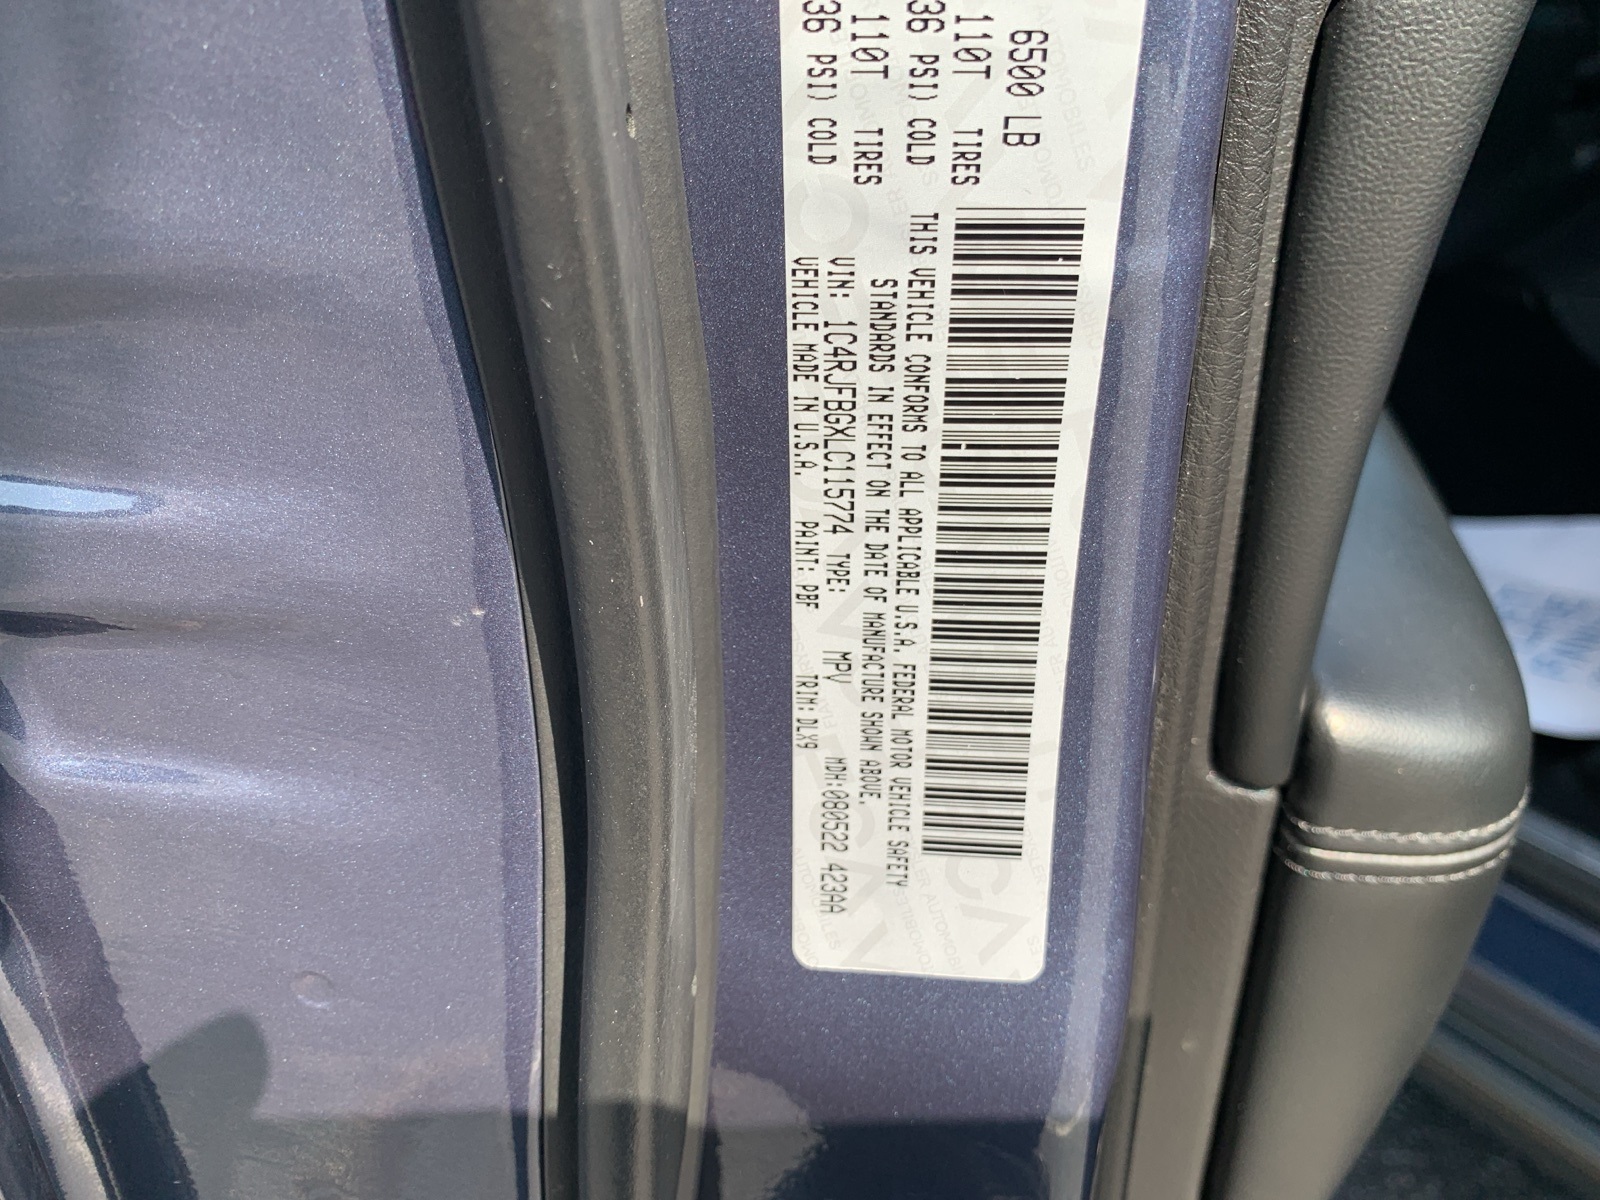 6500 LB
110T TIRES
36 PSI) COLD
110T TIRES
36 PSI) COLD
THIS VEHICLE CONFORMS TO ALL APPLICABLE U.S.A. FEDERAL MOTOR VEHICLE SAFETY
STANDARDS IN EFFECT ON THE DATE OF MANUFACTURE SHOWN ABOVE.
VIN: 1C4RJFBGXLC115774 TYPE: MPV MDH:080522 423AA
VEHICLE MADE IN U.S.A. PAINT: PBF TRIM: DLX9